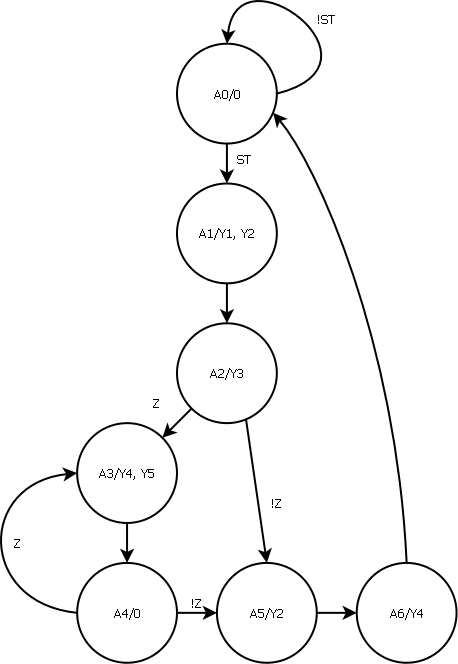 !ST
A0/0
ST
A1/Y1, Y2
A2/Y3
Z
A3/Y4, Y5
!Z
Z
A4/0
!Z
A5/Y2
A6/Y4